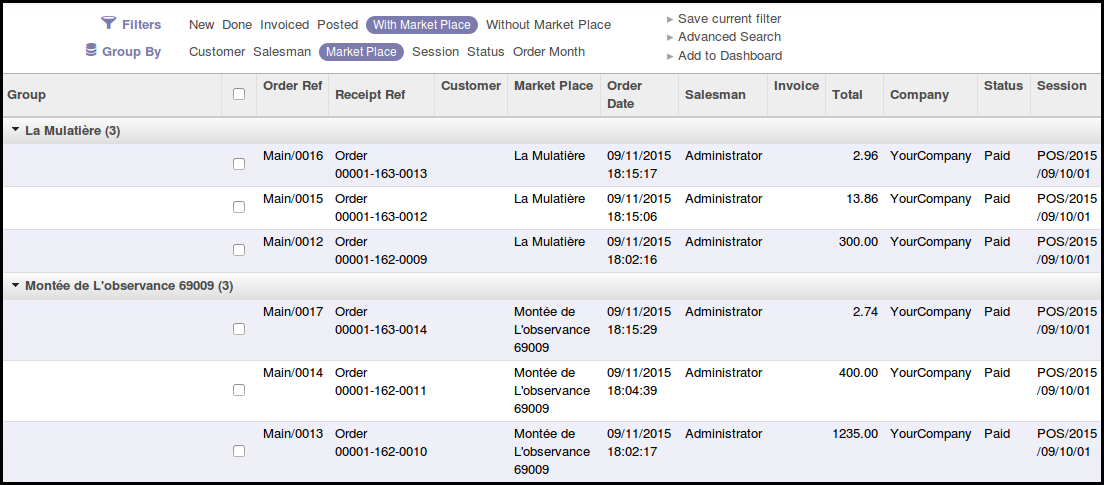 Filters New Done Invoiced Posted With Market Place Without Market Place
Group By Customer Salesman Market Place Session Status Order Month
Save current filter
Advanced Search
Add to Dashboard
Group Order Ref Receipt Ref Customer Market Place Order Date Salesman Invoice Total Company Status Session
La Mulatière (3)
Main/0016 Order La Mulatière 09/11/2015 Administrator 2.96 YourCompany Paid POS/2015
00001-163-0013 18:15:17 /09/10/01
Main/0015 Order La Mulatière 09/11/2015 Administrator 13.86 YourCompany Paid POS/2015
00001-163-0012 18:15:06 /09/10/01
Main/0012 Order La Mulatière 09/11/2015 Administrator 300.00 YourCompany Paid POS/2015
00001-162-0009 18:02:16 /09/10/01
Montée de L'observance 69009 (3)
Main/0017 Order Montée de 09/11/2015 Administrator 2.74 YourCompany Paid POS/2015
00001-163-0014 L'observance 18:15:29 /09/10/01
69009
Main/0014 Order Montée de 09/11/2015 Administrator 400.00 YourCompany Paid POS/2015
00001-162-0011 L'observance 18:04:39 /09/10/01
69009
Main/0013 Order Montée de 09/11/2015 Administrator 1235.00 YourCompany Paid POS/2015
00001-162-0010 L'observance 18:02:17 /09/10/01
69009